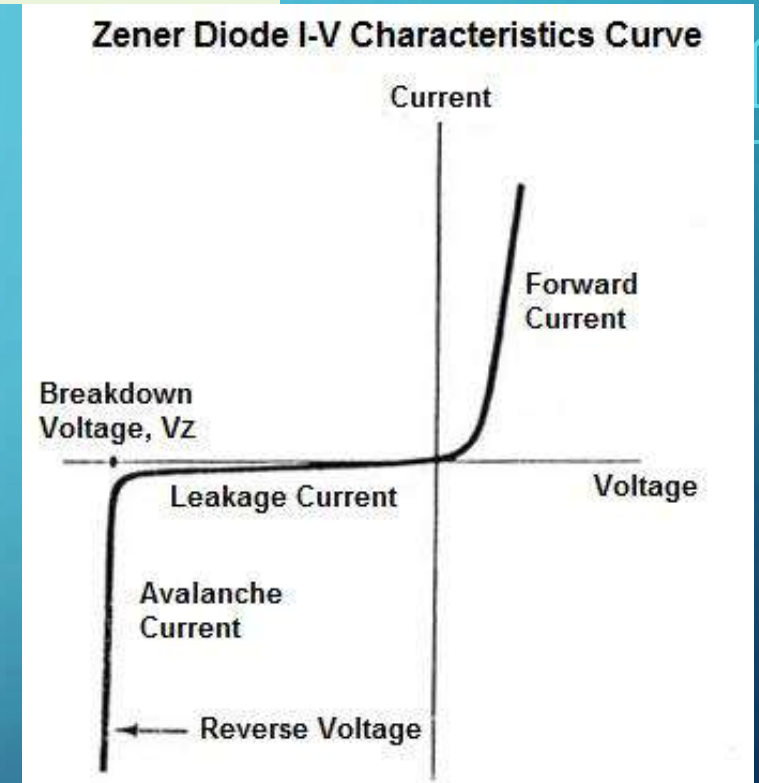 Zener Diode I-V Characteristics Curve
Current
Forward
Current
Breakdown
Voltage, Vz
Voltage
Leakage Current
Avalanche
Current
Reverse Voltage